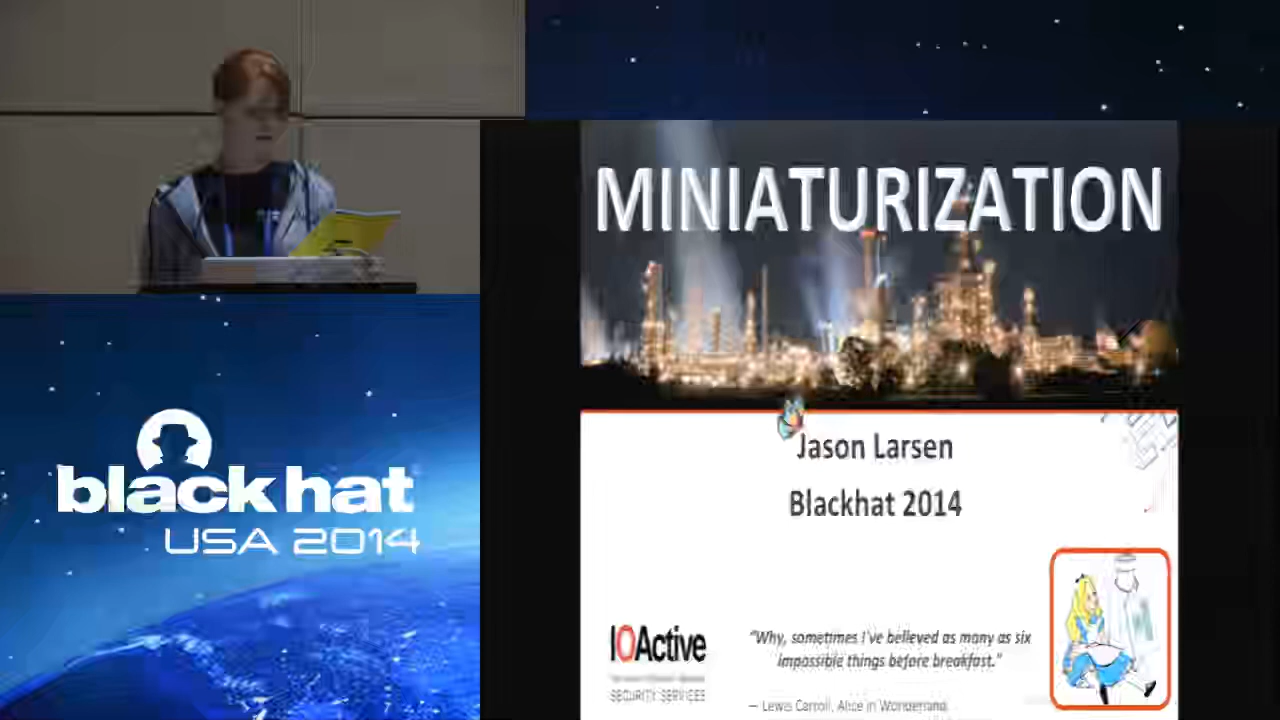 MINIATURIZATION
Jason Larsen
Blackhat 2014
black hat
USA 2014
IOActive
SECURITY SERVICES
"Why, sometimes I've believed as many as six
impossible things before breakfast."
— Lewis Carroll, Alice in Wonderland